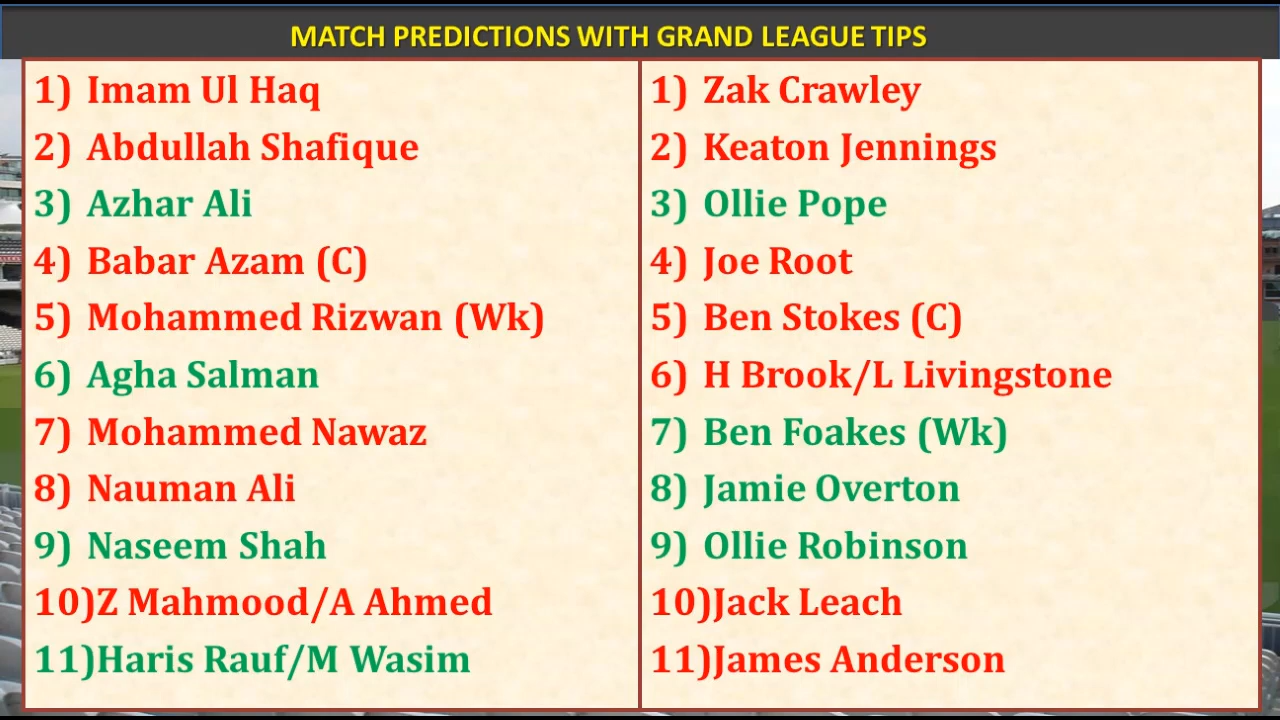 MATCH PREDICTIONS WITH GRAND LEAGUE TIPS
1) Imam Ul Haq
2) Abdullah Shafique
3) Azhar Ali
4) Babar Azam (C)
5) Mohammed Rizwan (Wk)
6) Agha Salman
7) Mohammed Nawaz
8) Nauman Ali
9) Naseem Shah
10)Z Mahmood/A Ahmed
11)Haris Rauf/M Wasim
1) Zak Crawley
2) Keaton Jennings
3) Ollie Pope
4) Joe Root
5) Ben Stokes (C)
6) H Brook/L Livingstone
7) Ben Foakes (Wk)
8) Jamie Overton
9) Ollie Robinson
10)Jack Leach
11)James Anderson